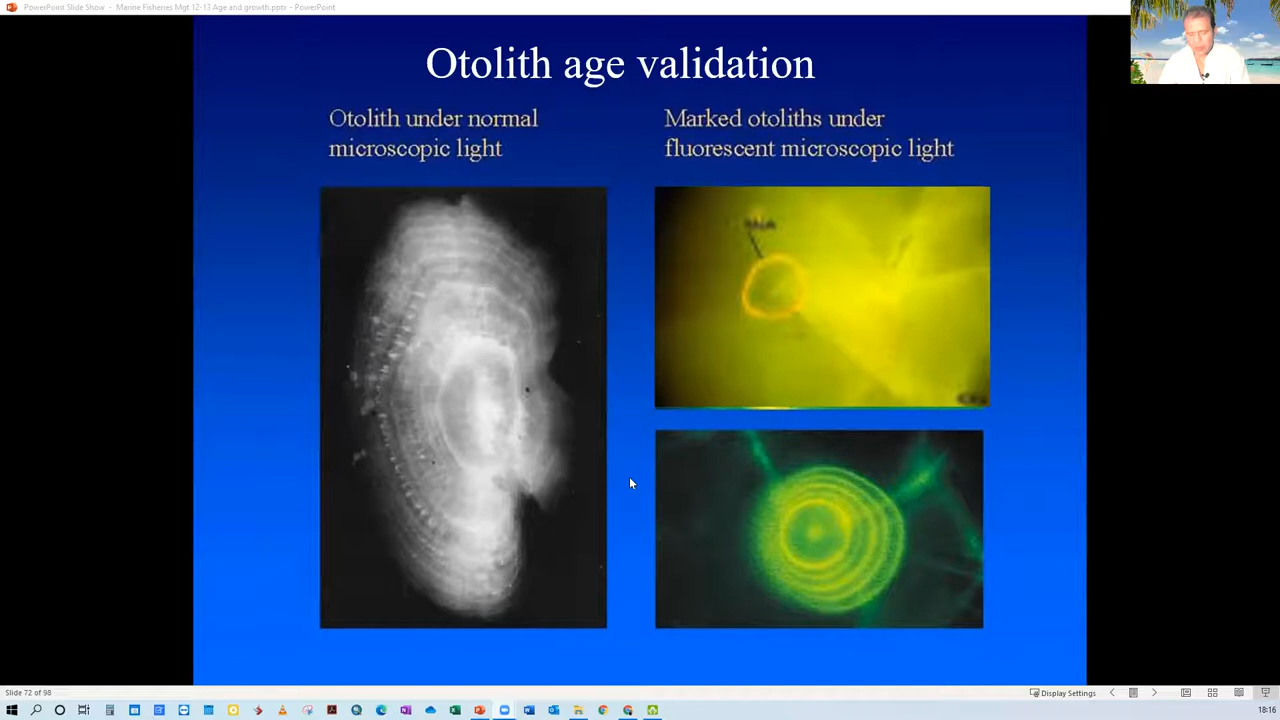 PowerPoint Slide Show - Marine Fisheries Mgt 12-13 Age and growth.pptx - PowerPoint
Otolith age validation
Otolith under normal
microscopic light
Marked otoliths under
fluorescent microscopic light
Slide 72 of 98
Display Settings
18:16